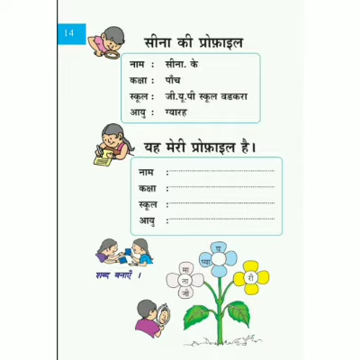 14
सीना की प्रोफ़ाइल
नाम : सीना. के
कक्षा : पाँच
स्कूल : जी.यू.पी स्कूल वडकरा
आयु : ग्यारह
यह मेरी प्रोफ़ाइल है।
नाम :
कक्षा :
स्कूल :
आयु :
शब्द बनाएँ ।
मा
ला
जी
प
प्या
री